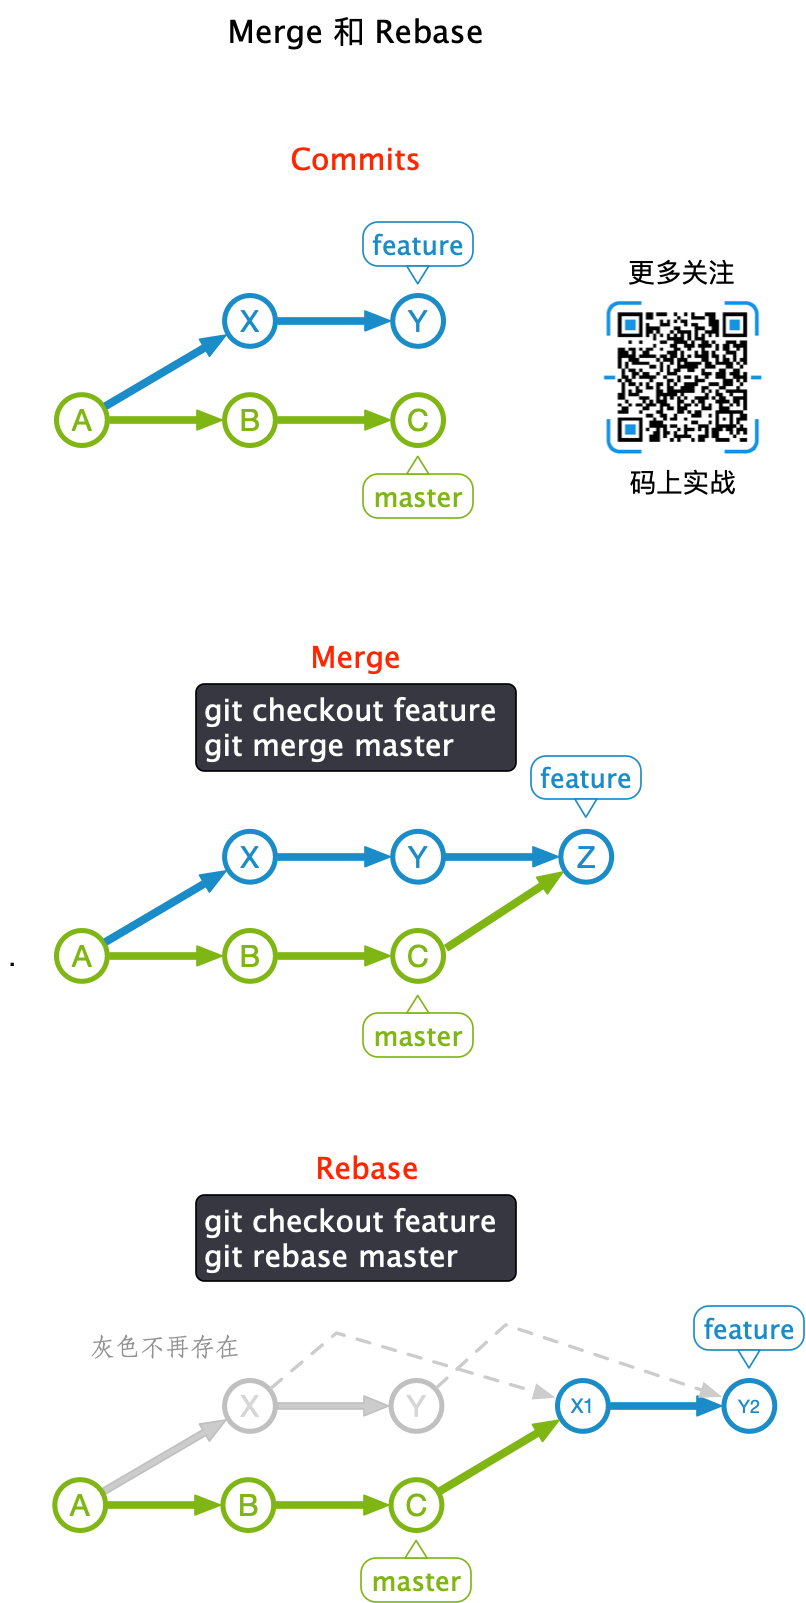 Merge 和 Rebase
Commits
feature
更多关注
X
Y
A
B
C
码上实战
master
Merge
git checkout feature
git merge master
feature
X
Y
Z
.
A
B
C
master
Rebase
git checkout feature
git rebase master
feature
灰色不再存在
X
Y
X1
Y2
A
B
C
master